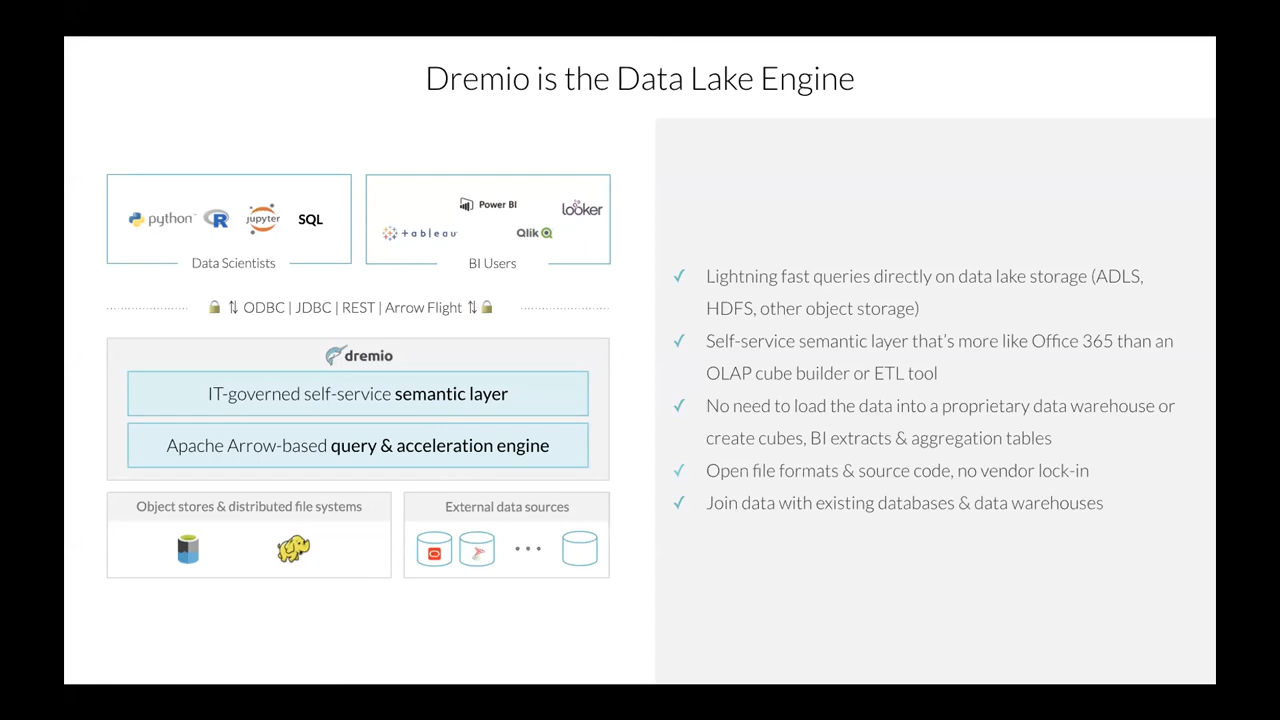 Dremio is the Data Lake Engine
python
R
jupyter
SQL
Data Scientists
Power BI
looker
+ableau
Qlik
BI Users
ODBC | JDBC | REST | Arrow Flight
dremio
IT-governed self-service semantic layer
Apache Arrow-based query & acceleration engine
Object stores & distributed file systems
External data sources
Lightning fast queries directly on data lake storage (ADLS,
HDFS, other object storage)
Self-service semantic layer that's more like Office 365 than an
OLAP cube builder or ETL tool
No need to load the data into a proprietary data warehouse or
create cubes, BI extracts & aggregation tables
Open file formats & source code, no vendor lock-in
Join data with existing databases & data warehouses